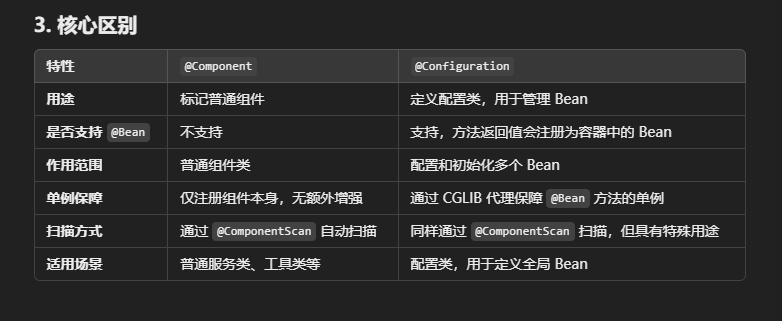 3. 核心区别
特性 @Component @Configuration
用途 标记普通组件 定义配置类，用于管理 Bean
是否支持 @Bean 不支持 支持，方法返回值会注册为容器中的 Bean
作用范围 普通组件类 配置和初始化多个 Bean
单例保障 仅注册组件本身，无额外增强 通过 CGLIB 代理保障 @Bean 方法的单例
扫描方式 通过 @ComponentScan 自动扫描 同样通过 @ComponentScan 扫描，但具有特殊用途
适用场景 普通服务类、工具类等 配置类，用于定义全局 Bean